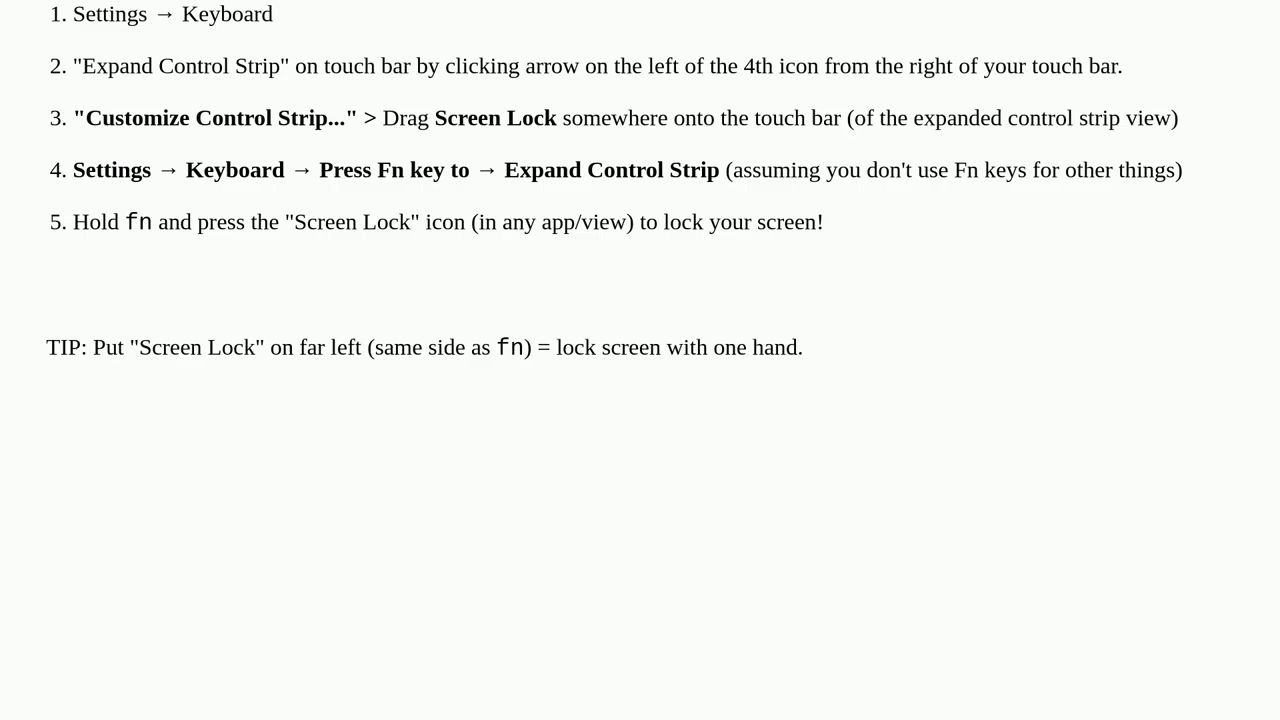 1. Settings → Keyboard
2. "Expand Control Strip" on touch bar by clicking arrow on the left of the 4th icon from the right of your touch bar.
3. "Customize Control Strip..." > Drag Screen Lock somewhere onto the touch bar (of the expanded control strip view)
4. Settings → Keyboard → Press Fn key to → Expand Control Strip (assuming you don't use Fn keys for other things)
5. Hold fn and press the "Screen Lock" icon (in any app/view) to lock your screen!
TIP: Put "Screen Lock" on far left (same side as fn) = lock screen with one hand.